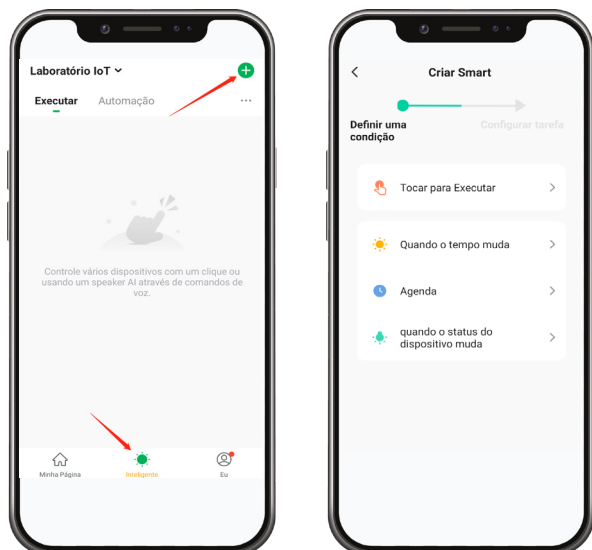 Laboratório IoT
Executar Automação
Controle vários dispositivos com um clique ou
usando um speaker AI através de comandos de
voz.
Minha Página Inteligente Eu
Criar Smart
Definir uma
condição
Configurar tarefa
Tocar para Executar
Quando o tempo muda
Agenda
quando o status do
dispositivo muda